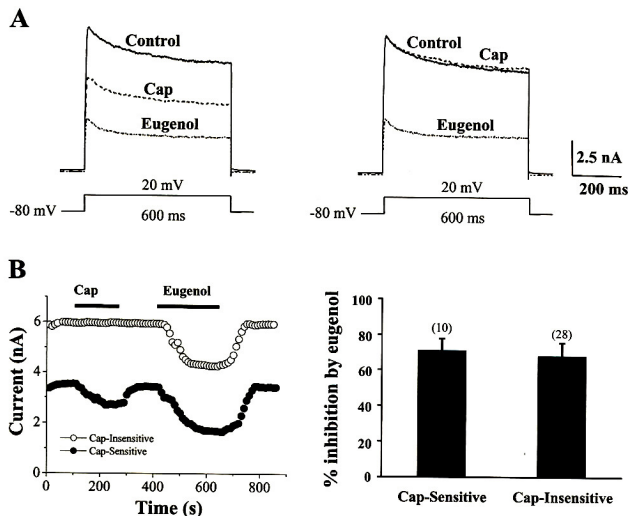 A
Control
Cap
Eugenol
20 mV
-80 mV
600 ms
Control
Cap
Eugenol
20 mV
-80 mV
600 ms
2.5 nA
200 ms
B
Cap
Eugenol
Current (nA)
6
4
2
0
Cap-Insensitive
Cap-Sensitive
0
200
400
600
800
Time (s)
% inhibition by eugenol
100
80
60
40
20
0
(10)
(28)
Cap-Sensitive
Cap-Insensitive